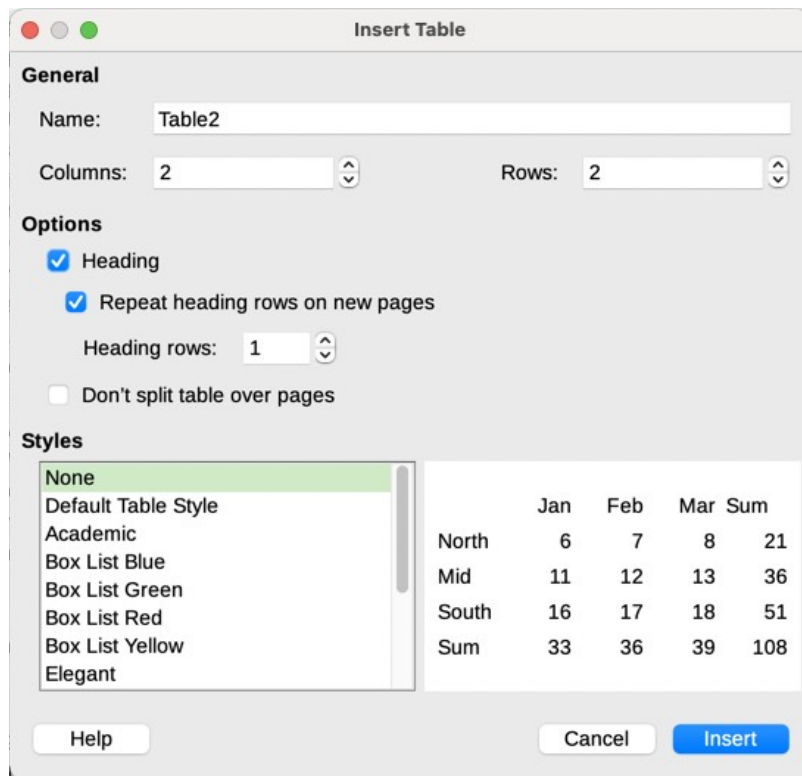 Insert Table
General
Name: Table2
Columns: 2 Rows: 2
Options
Heading
Repeat heading rows on new pages
Heading rows: 1
Don't split table over pages
Styles
None
Default Table Style
Academic
Box List Blue
Box List Green
Box List Red
Box List Yellow
Elegant
Jan Feb Mar Sum
North 6 7 8 21
Mid 11 12 13 36
South 16 17 18 51
Sum 33 36 39 108
Help Cancel Insert